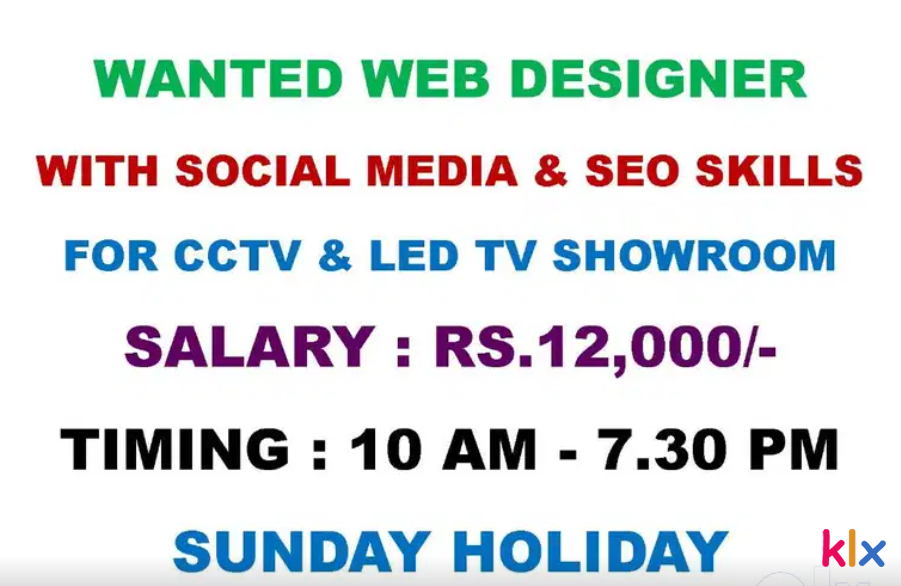 WANTED WEB DESIGNER
WITH SOCIAL MEDIA & SEO SKILLS
FOR CCTV & LED TV SHOWROOM
SALARY : RS.12,000/-
TIMING : 10 AM - 7.30 PM
SUNDAY HOLIDAY
klx